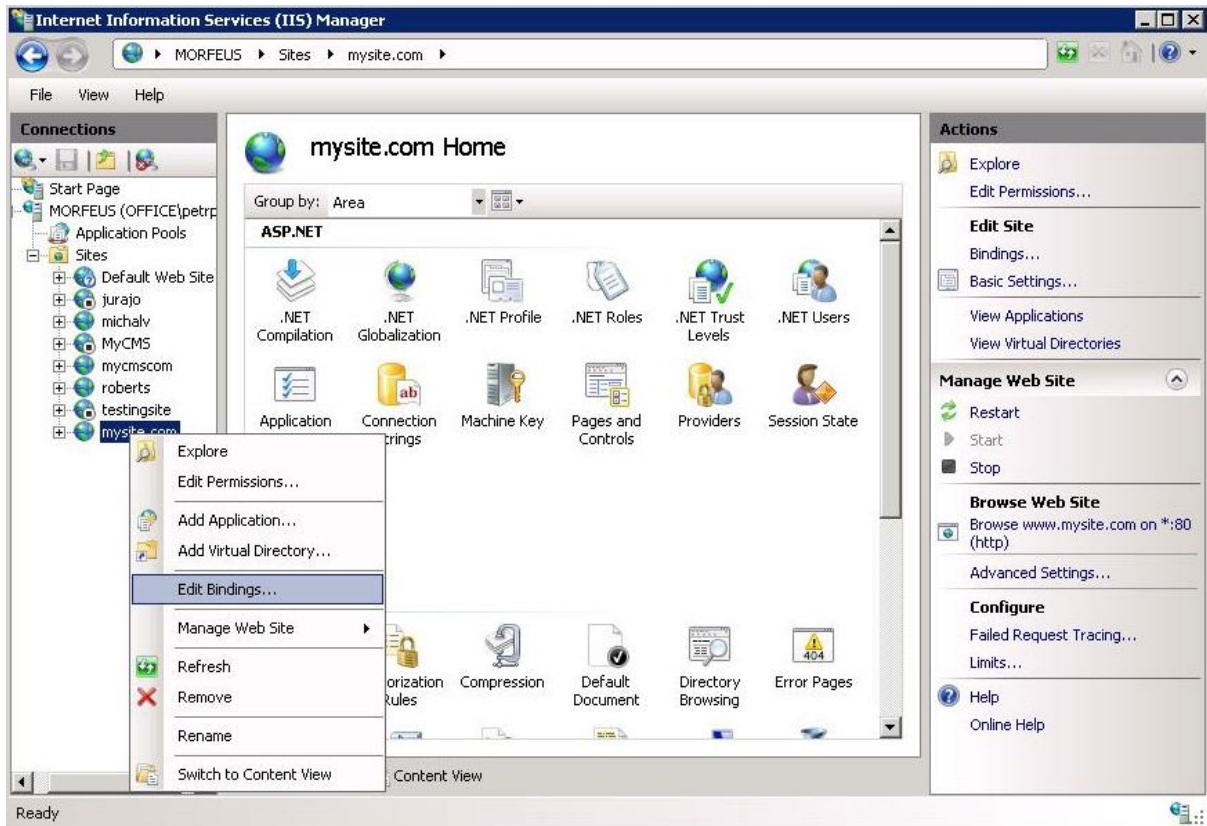 Internet Information Services (IIS) Manager
MORFEUS Sites mysite.com
File View Help
Connections
Start Page
MORFEUS (OFFICE\petrp
Application Pools
Sites
Default Web Site
jurajo
michalv
MyCMS
mycmscom
roberts
testingsite
mysite.com
Explore
Edit Permissions...
Add Application...
Add Virtual Directory...
Edit Bindings...
Manage Web Site
Refresh
Remove
Rename
Switch to Content View
mysite.com Home
Group by: Area
ASP.NET
.NET Compilation
.NET Globalization
.NET Profile
.NET Roles
.NET Trust Levels
.NET Users
Application
Connection
trings
Machine Key
Pages and Controls
Providers
Session State
orization
Rules
Compression
Default Document
Directory Browsing
Error Pages
404
ab
Content View
Actions
Explore
Edit Permissions...
Edit Site
Bindings...
Basic Settings...
View Applications
View Virtual Directories
Manage Web Site
Restart
Start
Stop
Browse Web Site
Browse www.mysite.com on *:80
(http)
Advanced Settings...
Configure
Failed Request Tracing...
Limits...
Help
Online Help
Ready